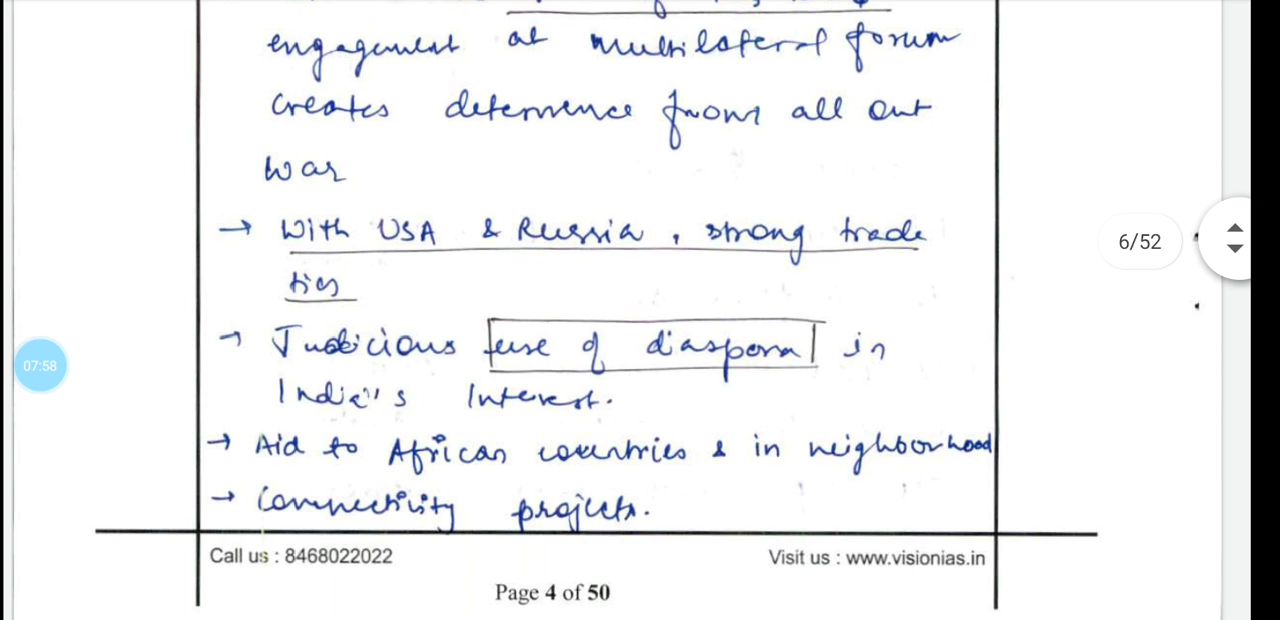 engagement at multilateral forum
creates deterrence from all out
war
→ With USA & Russia, strong trade
ties
→ Judicious use of diaspora in
India's Interest.
→ Aid to African countries & in neighborhood
→ Connectivity projects.
6/52
07:58
Call us : 8468022022 Visit us : www.visionias.in
Page 4 of 50